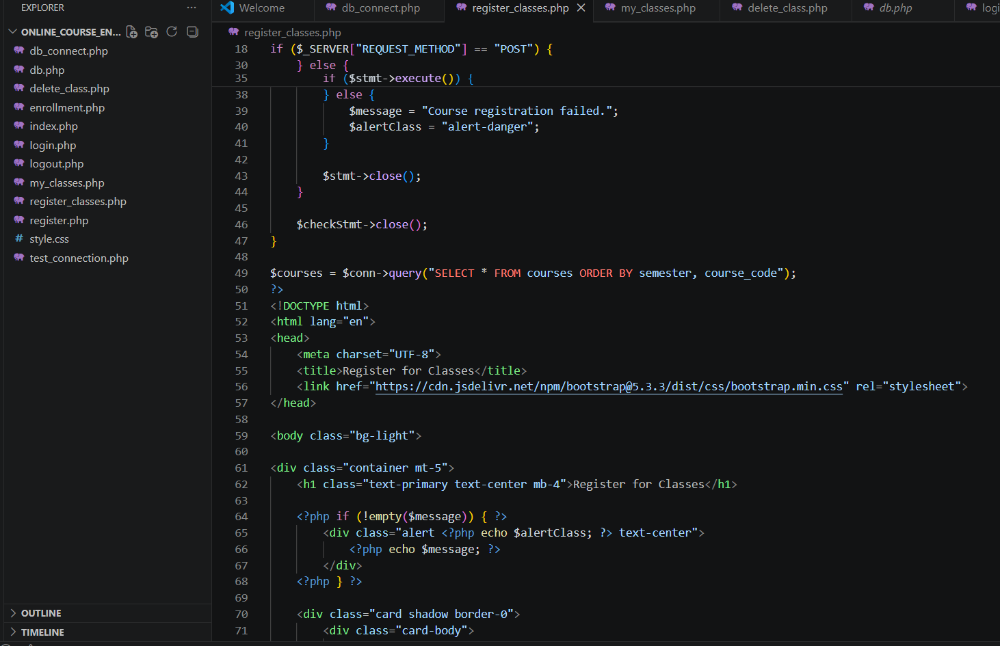 EXPLORER ...
ONLINE_COURSE_EN...
db_connect.php
db.php
delete_class.php
enrollment.php
index.php
login.php
logout.php
my_classes.php
register_classes.php
register.php
# style.css
test_connection.php
OUTLINE
TIMELINE
Welcome db_connect.php register_classes.php my_classes.php delete_class.php db.php logi
register_classes.php
18 if ($_SERVER["REQUEST_METHOD"] == "POST") {
30 } else {
35 if ($stmt->execute()) {
38 } else {
39 $message = "Course registration failed.";
40 $alertClass = "alert-danger";
41 }
42
43 $stmt->close();
44 }
45
46 $checkStmt->close();
47 }
48
49 $courses = $conn->query("SELECT * FROM courses ORDER BY semester, course_code");
50 ?>
51 <!DOCTYPE html>
52 <html lang="en">
53 <head>
54 <meta charset="UTF-8">
55 <title>Register for Classes</title>
56 <link href="https://cdn.jsdelivr.net/npm/bootstrap@5.3.3/dist/css/bootstrap.min.css" rel="stylesheet">
57 </head>
58
59 <body class="bg-light">
60
61 <div class="container mt-5">
62 <h1 class="text-primary text-center mb-4">Register for Classes</h1>
63
64 <?php if (!empty($message)) { ?>
65 <div class="alert <?php echo $alertClass; ?> text-center">
66 <?php echo $message; ?>
67 </div>
68 <?php } ?>
69
70 <div class="card shadow border-0">
71 <div class="card-body">